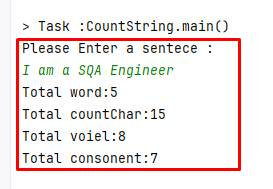 > Task :CountString.main()
Please Enter a sentece :
I am a SQA Engineer
Total word:5
Total countChar:15
Total voiel:8
Total consonent:7